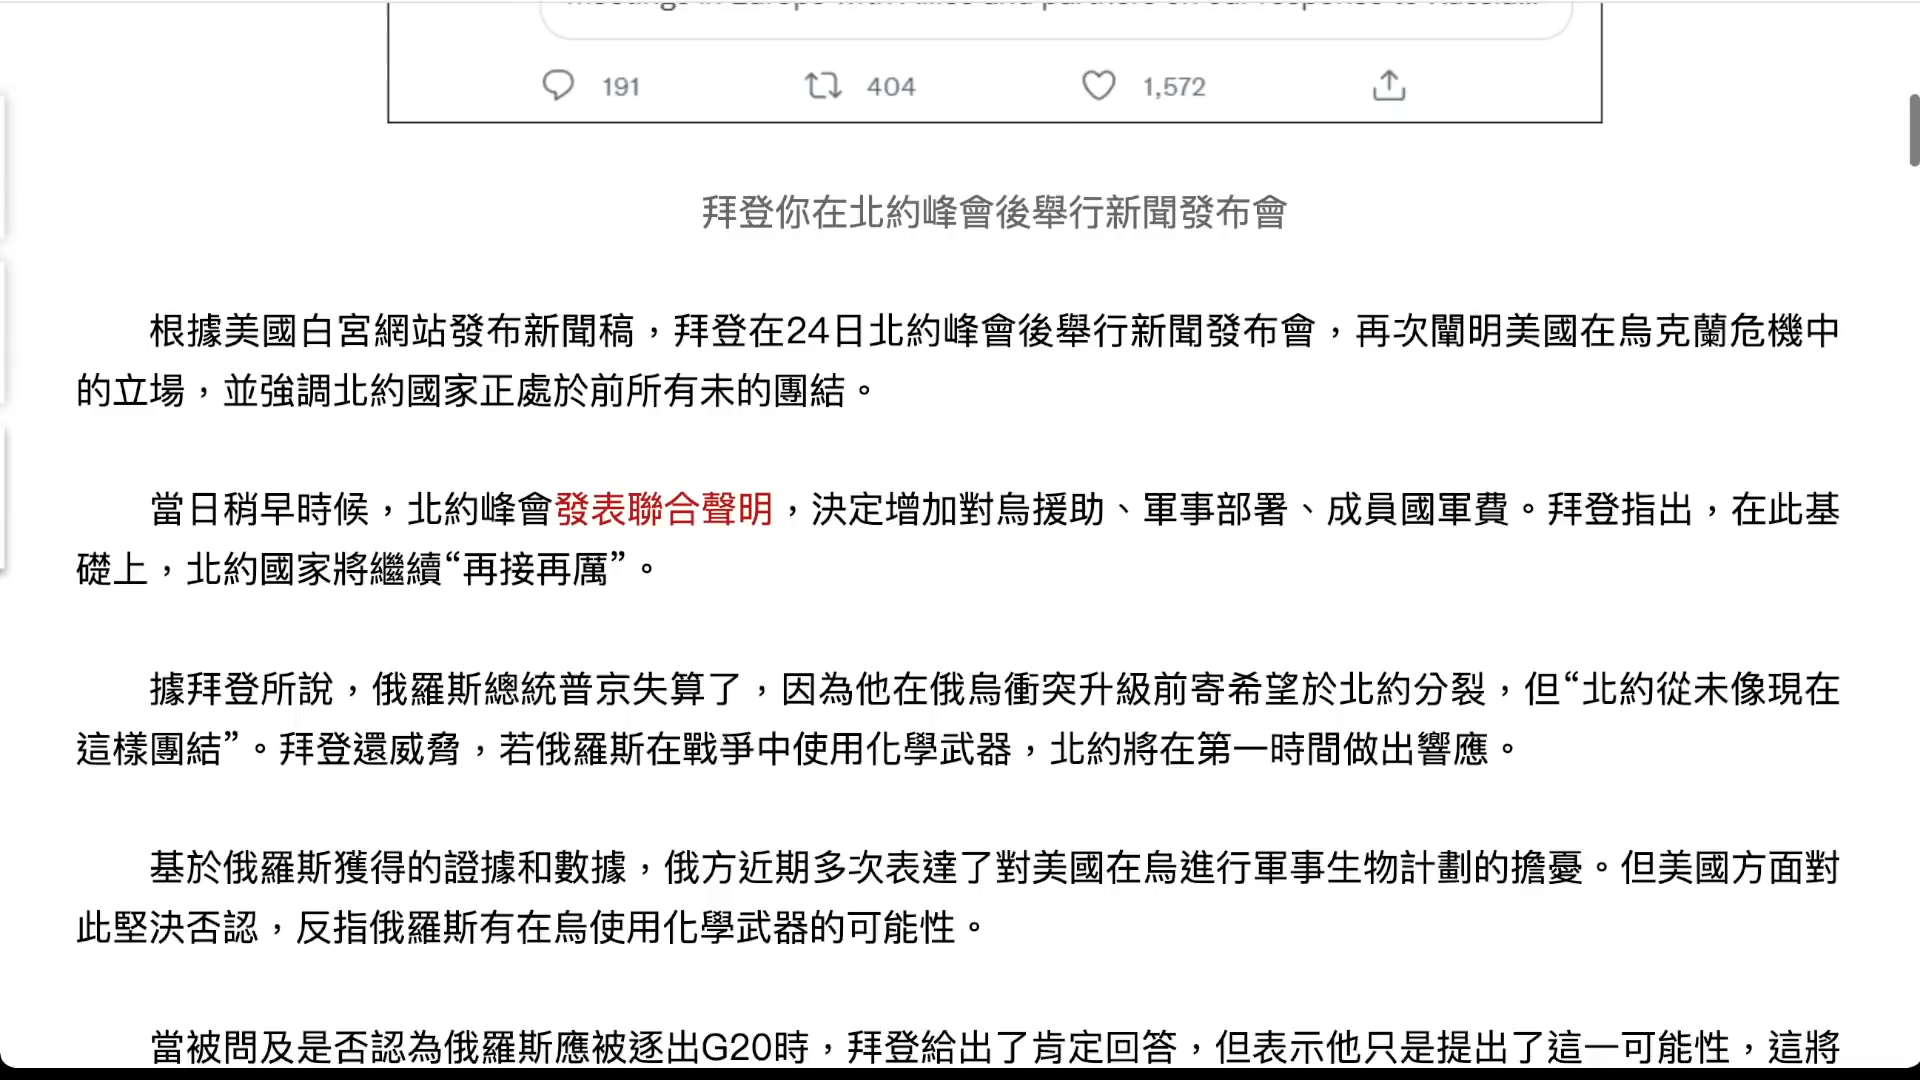 191 404 1,572
拜登你在北約峰會後舉行新聞發布會
根據美國白宮網站發布新聞稿，拜登在24日北約峰會後舉行新聞發布會，再次闡明美國在烏克蘭危機中
的立場，並強調北約國家正處於前所有未的團結。
當日稍早時候，北約峰會發表聯合聲明，決定增加對烏援助、軍事部署、成員國軍費。拜登指出，在此基
礎上，北約國家將繼續“再接再厲”。
據拜登所說，俄羅斯總統普京失算了，因為他在俄烏衝突升級前寄希望於北約分裂，但“北約從未像現在
這樣團結”。拜登還威脅，若俄羅斯在戰爭中使用化學武器，北約將在第一時間做出響應。
基於俄羅斯獲得的證據和數據，俄方近期多次表達了對美國在烏進行軍事生物計劃的擔憂。但美國方面對
此堅決否認，反指俄羅斯有在烏使用化學武器的可能性。
當被問及是否認為俄羅斯應被逐出G20時，拜登給出了肯定回答，但表示他只是提出了這一可能性，這將